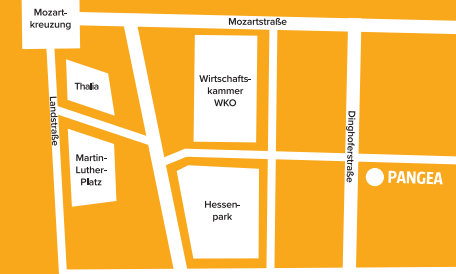 Mozart-
kreuzung
Mozartstraße
Thalia
Wirtschafts-
kammer
WKO
Landstraße
Dinghoferstraße
Martin-
Luther-
Platz
PANGEA
Hessen-
park